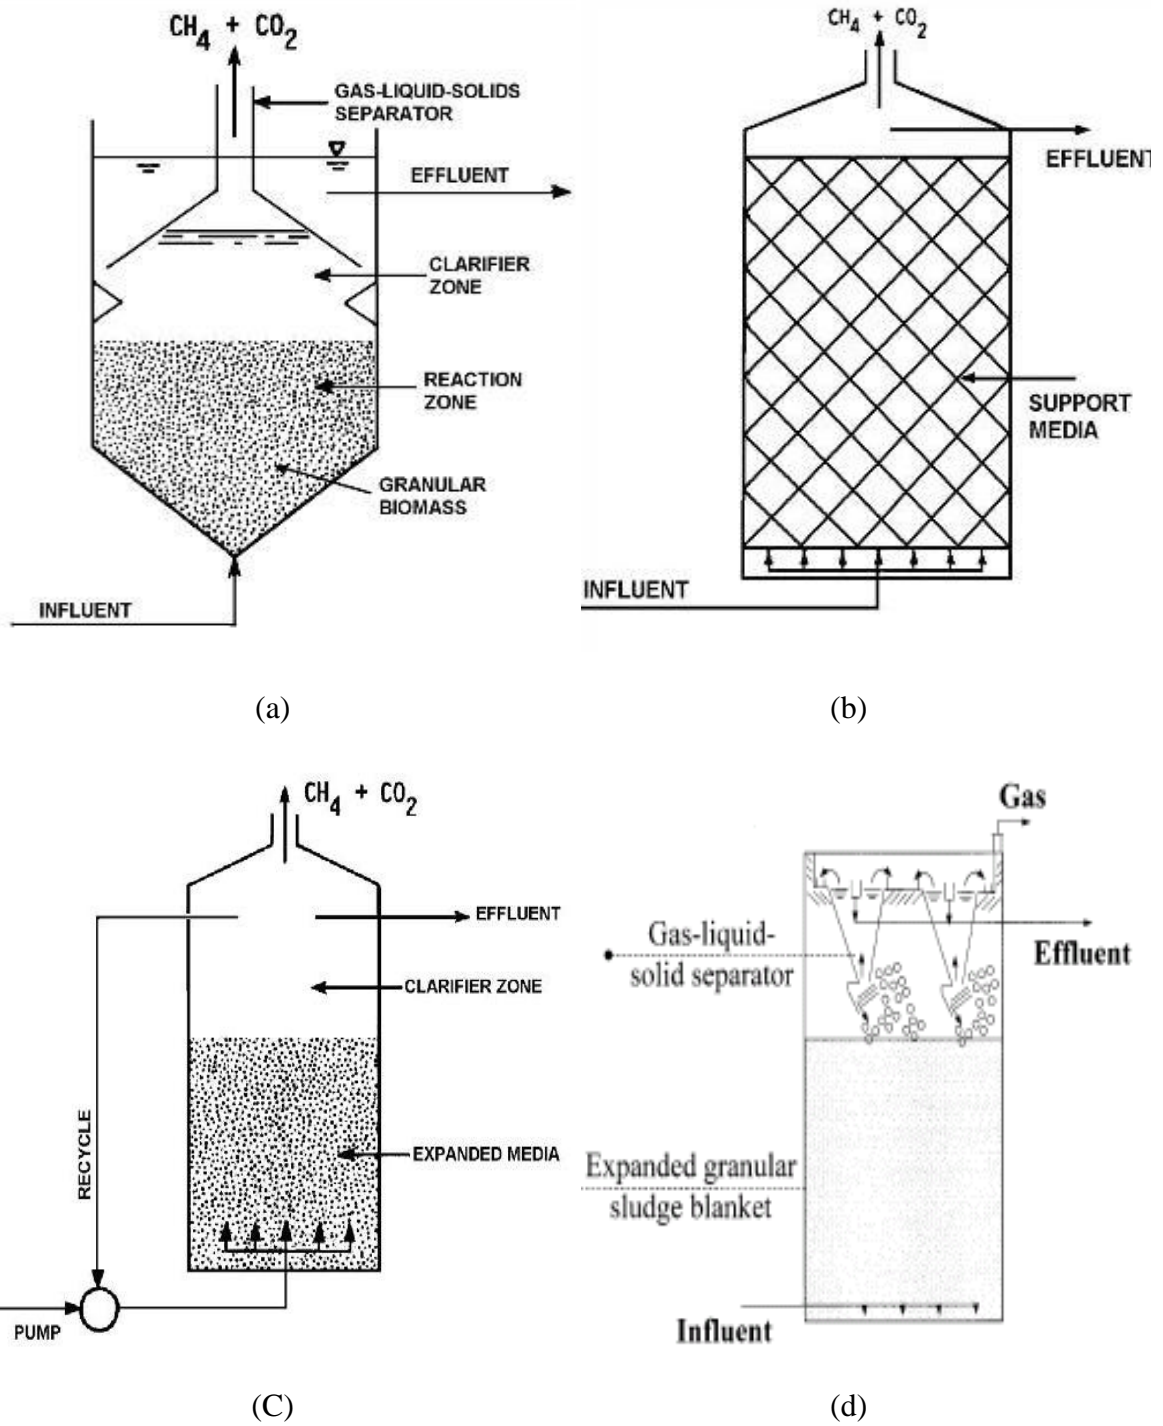 CH4 + CO2
GAS-LIQUID-SOLIDS
SEPARATOR
EFFLUENT
CLARIFIER
ZONE
REACTION
ZONE
GRANULAR
BIOMASS
INFLUENT
(a)
CH4 + CO2
EFFLUENT
SUPPORT
MEDIA
INFLUENT
(b)
CH4 + CO2
EFFLUENT
CLARIFIER ZONE
RECYCLE
EXPANDED MEDIA
PUMP
(C)
Gas
Gas-liquid-
solid separator
Effluent
Expanded granular
sludge blanket
Influent
(d)